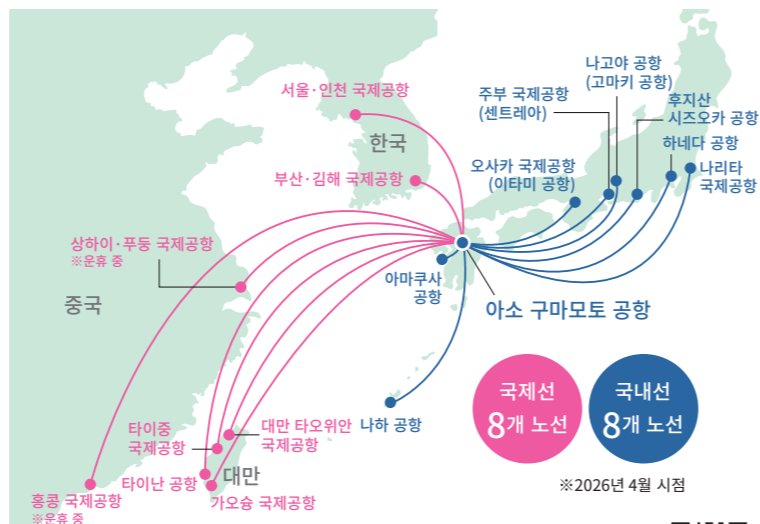 서울·인천 국제공항
한국
부산·김해 국제공항
나고야 공항
(고마키 공항)
주부 국제공항
(센트레아)
후지산
시즈오카 공항
하네다 공항
오사카 국제공항
(이타미 공항)
나리타
국제공항
상하이·푸둥 국제공항
※운휴 중
중국
아마쿠사
공항
아소 구마모토 공항
국제선
8개 노선
국내선
8개 노선
나하 공항
타이중
국제공항
대만 타오위안
국제공항
대만
타이난 공항
가오슝 국제공항
홍콩 국제공항
※운휴 중
※2026년 4월 시점